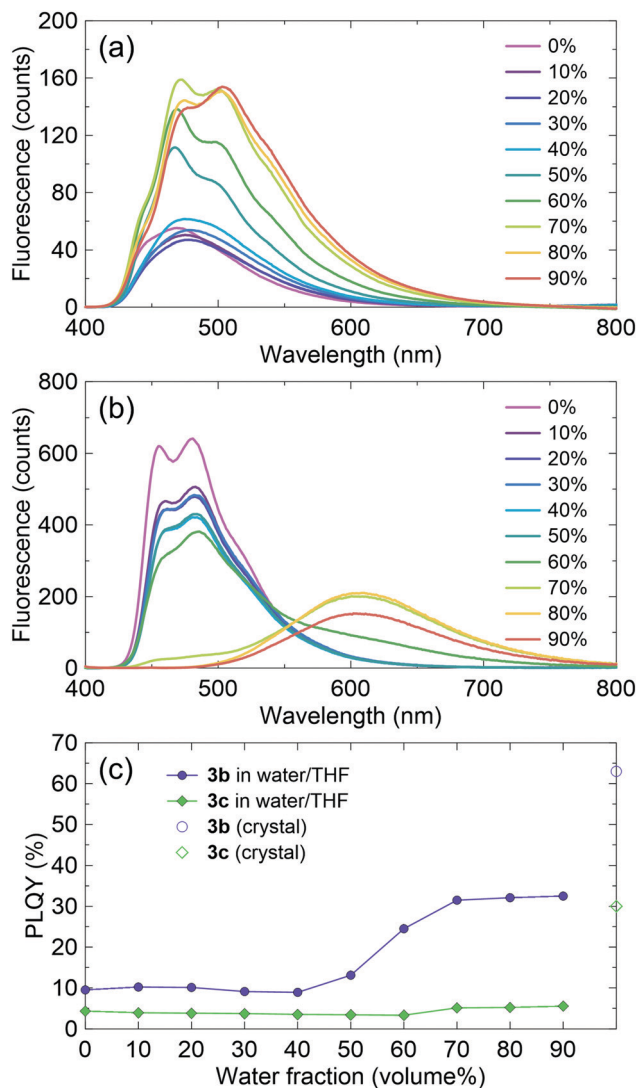 (a)
200
160
120
80
40
0
Fluorescence (counts)
0%
10%
20%
30%
40%
50%
60%
70%
80%
90%
400 500 600 700 800
Wavelength (nm)
(b)
800
600
400
200
0
Fluorescence (counts)
0%
10%
20%
30%
40%
50%
60%
70%
80%
90%
400 500 600 700 800
Wavelength (nm)
(c)
70
60
50
40
30
20
10
0
PLQY (%)
3b in water/THF
3c in water/THF
3b (crystal)
3c (crystal)
0 10 20 30 40 50 60 70 80 90
Water fraction (volume%)